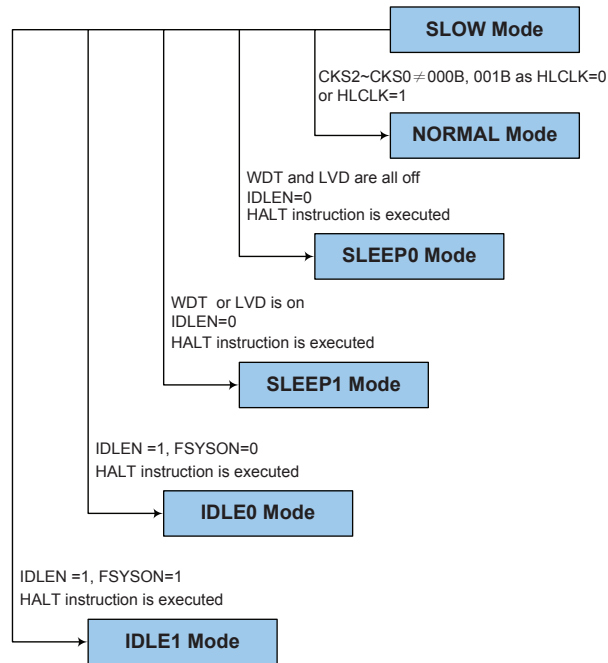 SLOW Mode
CKS2~CKS0≠000B, 001B as HLCLK=0
or HLCLK=1
NORMAL Mode
WDT and LVD are all off
IDLEN=0
HALT instruction is executed
SLEEP0 Mode
WDT or LVD is on
IDLEN=0
HALT instruction is executed
SLEEP1 Mode
IDLEN =1, FSYSON=0
HALT instruction is executed
IDLE0 Mode
IDLEN =1, FSYSON=1
HALT instruction is executed
IDLE1 Mode